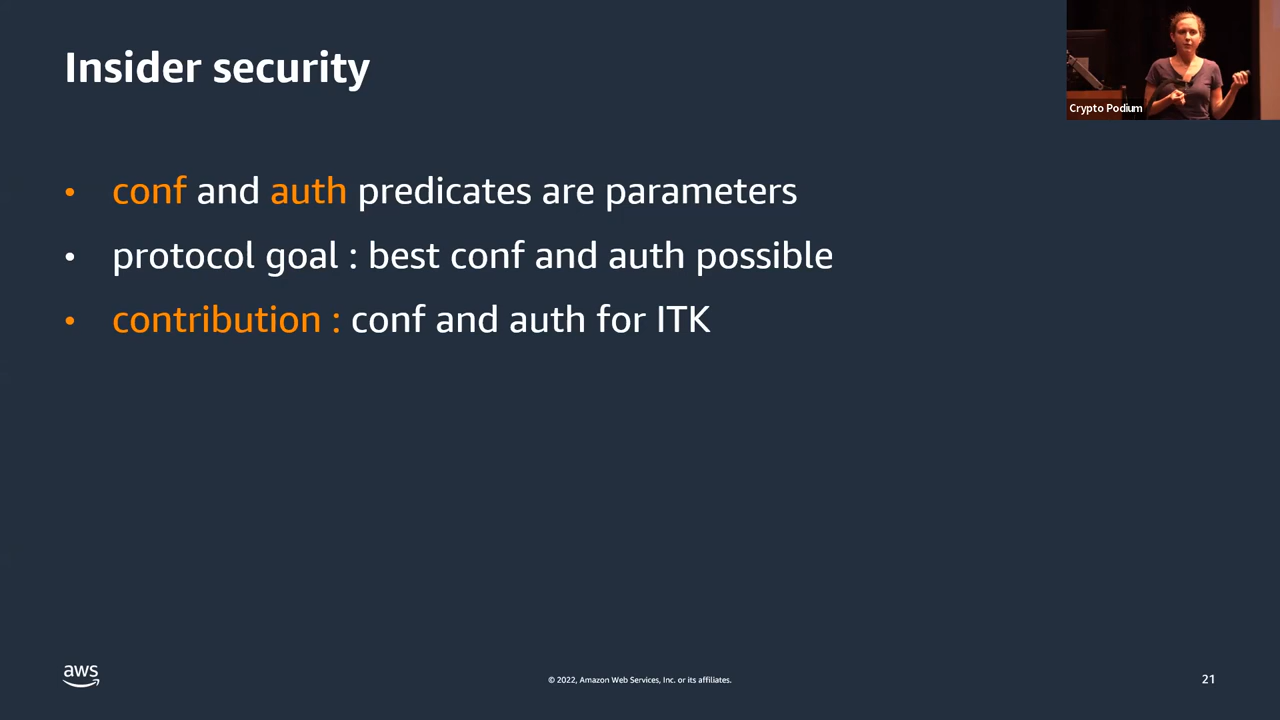 Insider security
Crypto Podium
• conf and auth predicates are parameters
• protocol goal : best conf and auth possible
• contribution : conf and auth for ITK
aws
© 2022, Amazon Web Services, Inc. or its affiliates.
21